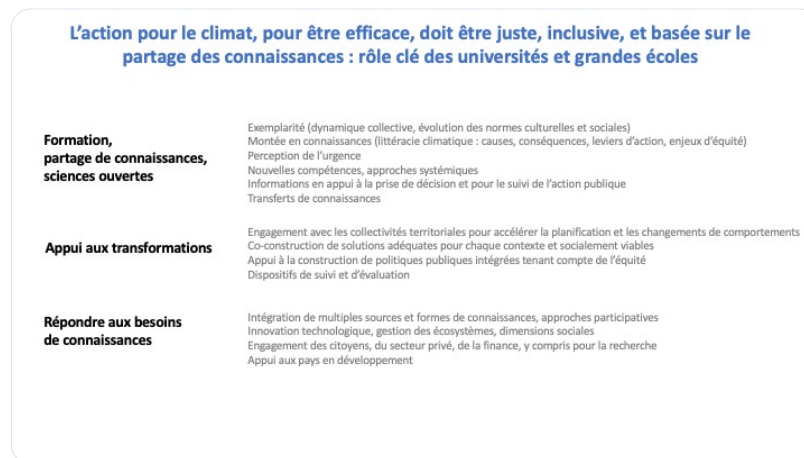 L’action pour le climat, pour être efficace, doit être juste, inclusive, et basée sur le
partage des connaissances : rôle clé des universités et grandes écoles
Formation,
partage de connaissances,
sciences ouvertes
Exemplarité (dynamique collective, évolution des normes culturelles et sociales)
Montée en connaissances (littéracie climatique : causes, conséquences, leviers d’action, enjeux d’équité)
Perception de l’urgence
Nouvelles compétences, approches systémiques
Informations en appui à la prise de décision et pour le suivi de l’action publique
Transferts de connaissances
Appui aux transformations
Engagement avec les collectivités territoriales pour accélérer la planification et les changements de comportements
Co-construction de solutions adéquates pour chaque contexte et socialement viables
Appui à la construction de politiques publiques intégrées tenant compte de l’équité
Dispositifs de suivi et d’évaluation
Répondre aux besoins
de connaissances
Intégration de multiples sources et formes de connaissances, approches participatives
Innovation technologique, gestion des écosystèmes, dimensions sociales
Engagement des citoyens, du secteur privé, de la finance, y compris pour la recherche
Appui aux pays en développement